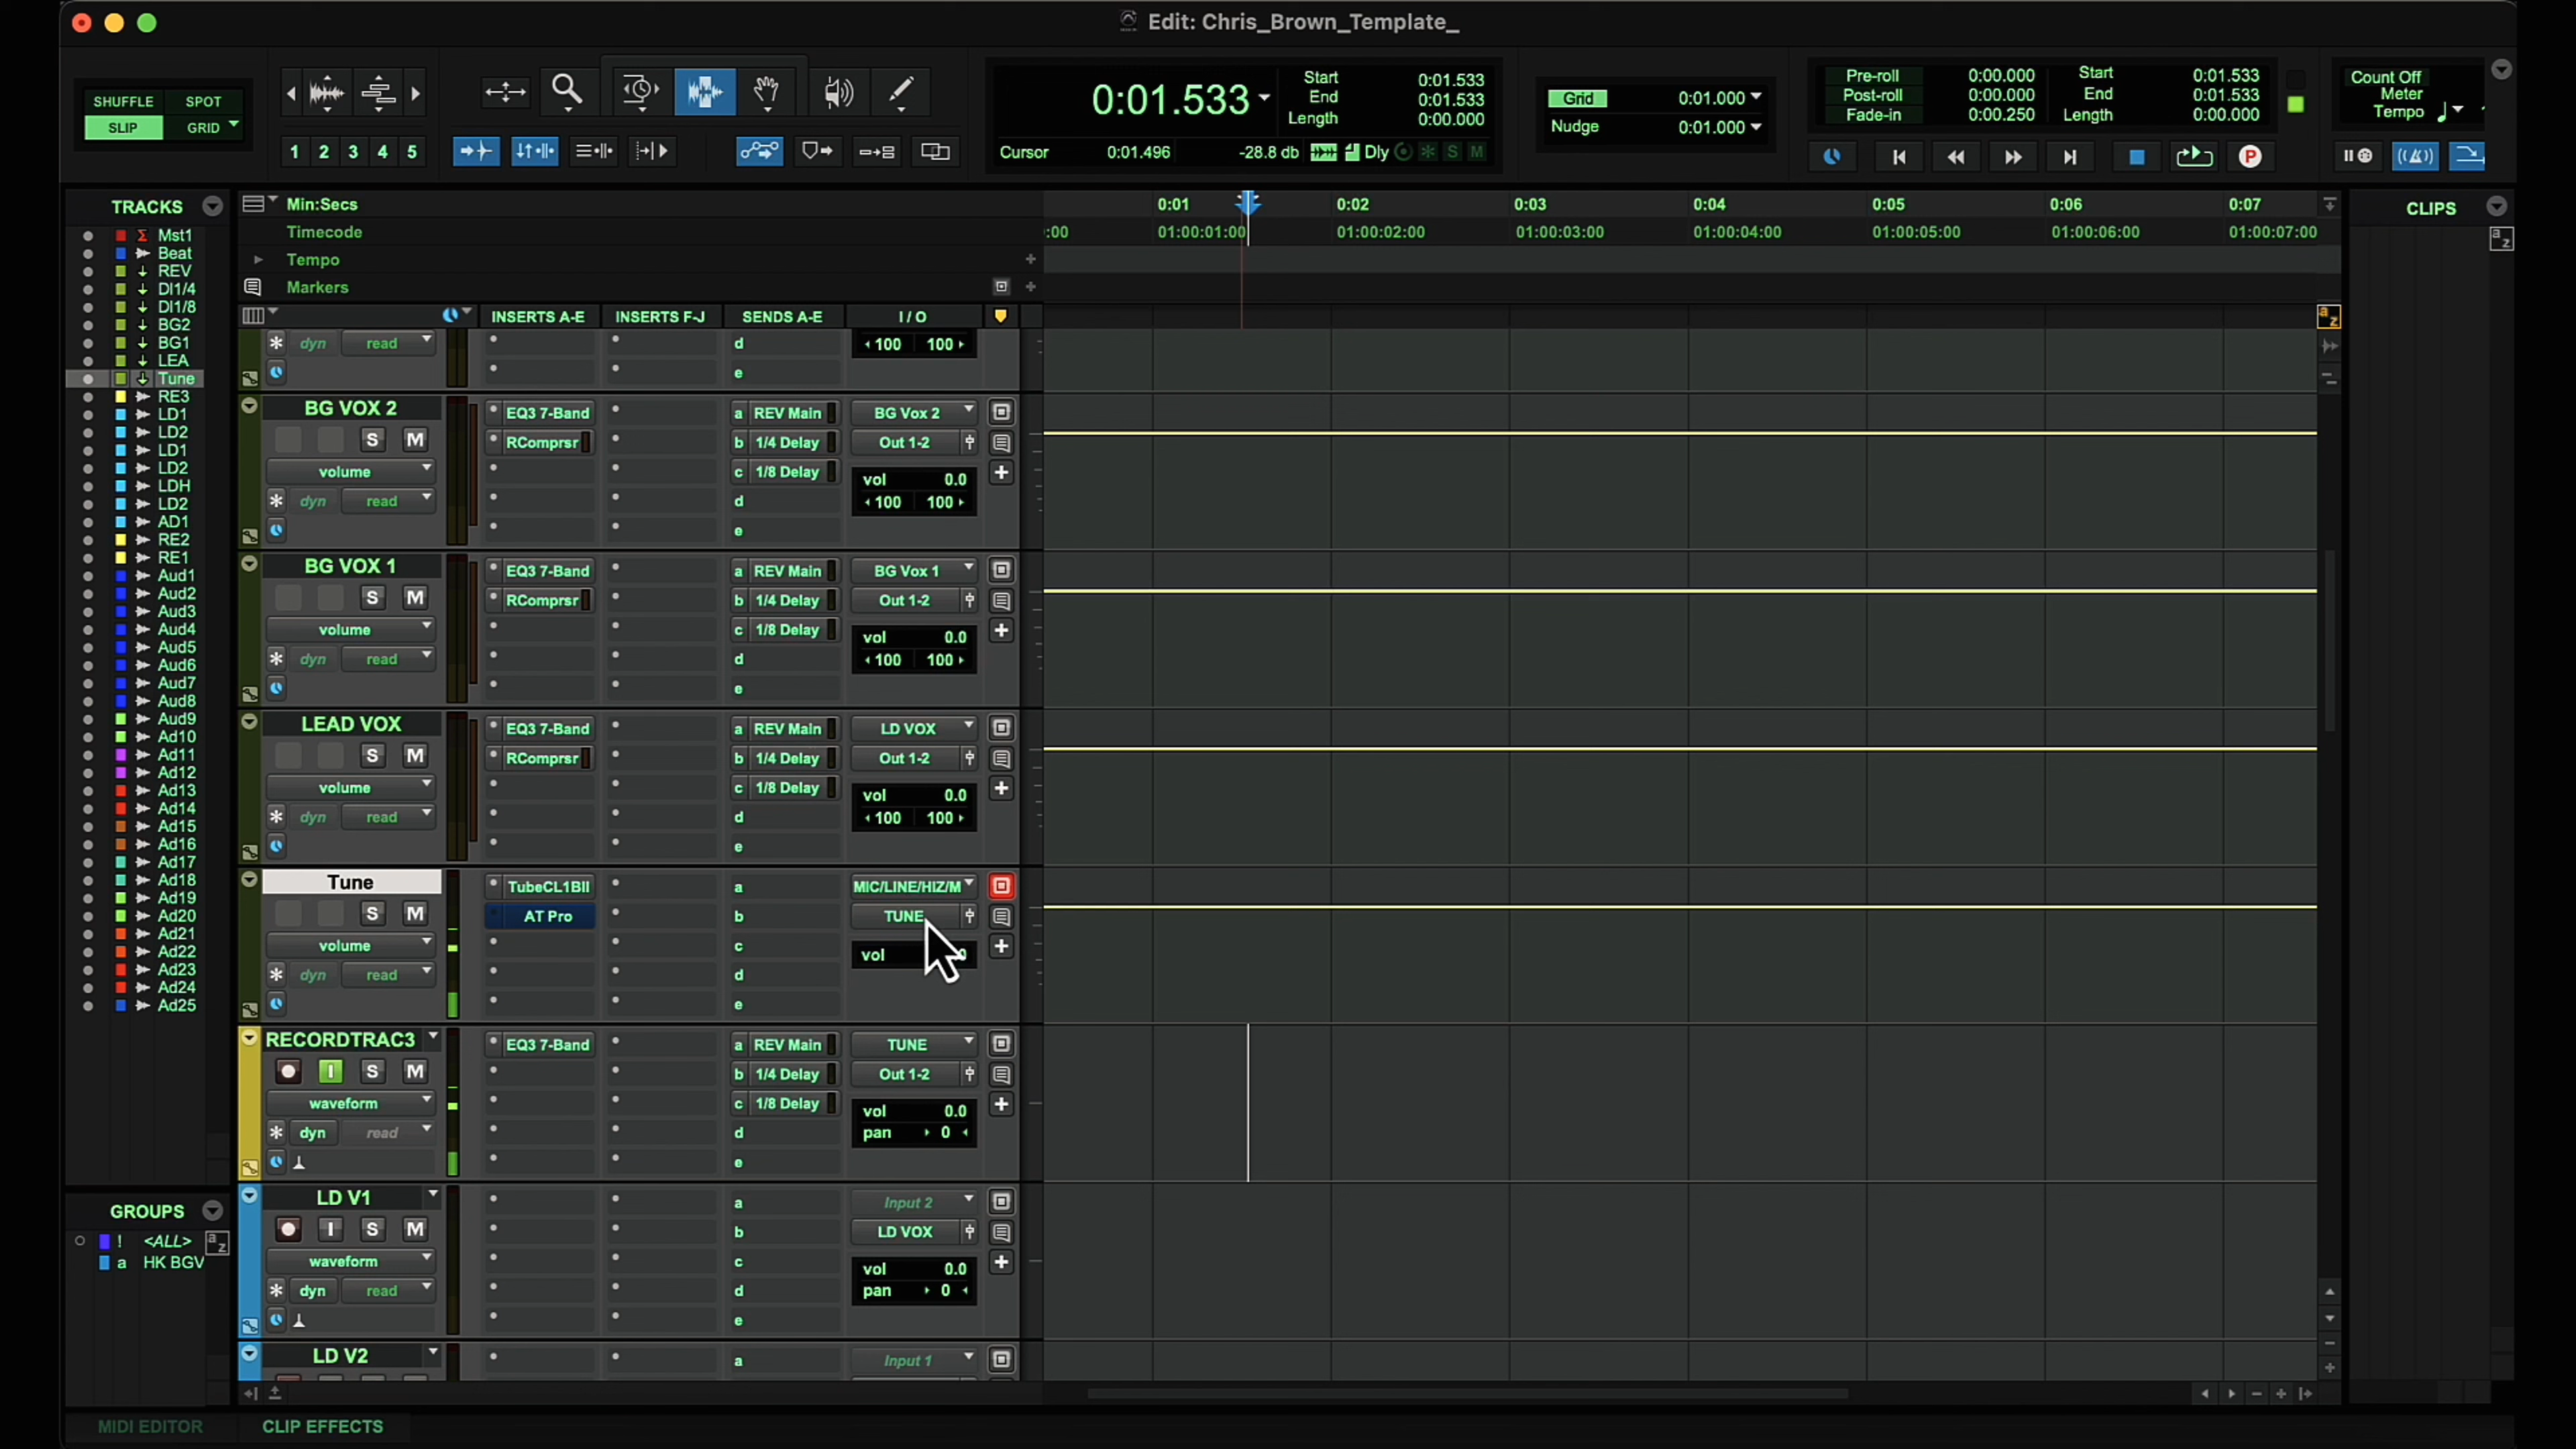 Edit: Chris_Brown_Template_
SHUFFLE SPOT
SLIP GRID
1 2 3 4 5
0:01.533
Start 0:01.533
End 0:01.533
Length 0:00.000
Cursor 0:01.496 -28.8 db Dly S M
Grid 0:01.000
Nudge 0:01.000
Pre-roll 0:00.000 Start 0:01.533
Post-roll 0:00.000 End 0:01.533
Fade-in 0:00.250 Length 0:00.000
P
Count Off
Meter
Tempo
TRACKS
Mst1
Beat
REV
Dl1/4
Dl1/8
BG2
BG1
LEA
Tune
RE3
LD1
LD2
LD1
LD2
LDH
LD2
AD1
RE2
RE1
Aud1
Aud2
Aud3
Aud4
Aud5
Aud6
Aud7
Aud8
Aud9
Ad10
Ad11
Ad12
Ad13
Ad14
Ad15
Ad16
Ad17
Ad18
Ad19
Ad20
Ad21
Ad22
Ad23
Ad24
Ad25
GROUPS
! <ALL>
a HK BGV
a z
Min:Secs 0:01 0:02 0:03 0:04 0:05 0:06 0:07
Timecode :00 01:00:01:00 01:00:02:00 01:00:03:00 01:00:04:00 01:00:05:00 01:00:06:00 01:00:07:00
Tempo
Markers
INSERTS A-E INSERTS F-J SENDS A-E I / O
dyn read d 100 100
e
BG VOX 2 EQ3 7-Band a REV Main BG Vox 2
S M RComprsr b 1/4 Delay Out 1-2
volume c 1/8 Delay vol 0.0
dyn read d 100 100
e
BG VOX 1 EQ3 7-Band a REV Main BG Vox 1
S M RComprsr b 1/4 Delay Out 1-2
volume c 1/8 Delay vol 0.0
dyn read d 100 100
e
LEAD VOX EQ3 7-Band a REV Main LD VOX
S M RComprsr b 1/4 Delay Out 1-2
volume c 1/8 Delay vol 0.0
dyn read d 100 100
e
Tune TubeCL1BII a MIC/LINE/HIZ/M
S M AT Pro b TUNE
volume c vol
dyn read d
e
RECORDTRAC3 EQ3 7-Band a REV Main TUNE
I S M b 1/4 Delay Out 1-2
waveform c 1/8 Delay vol 0.0
dyn read d pan 0
e
LD V1 a Input 2
I S M b LD VOX
waveform c vol 0.0
dyn read d pan 0
e
LD V2 a Input 1
CLIPS
a z
a z
MIDI EDITOR CLIP EFFECTS